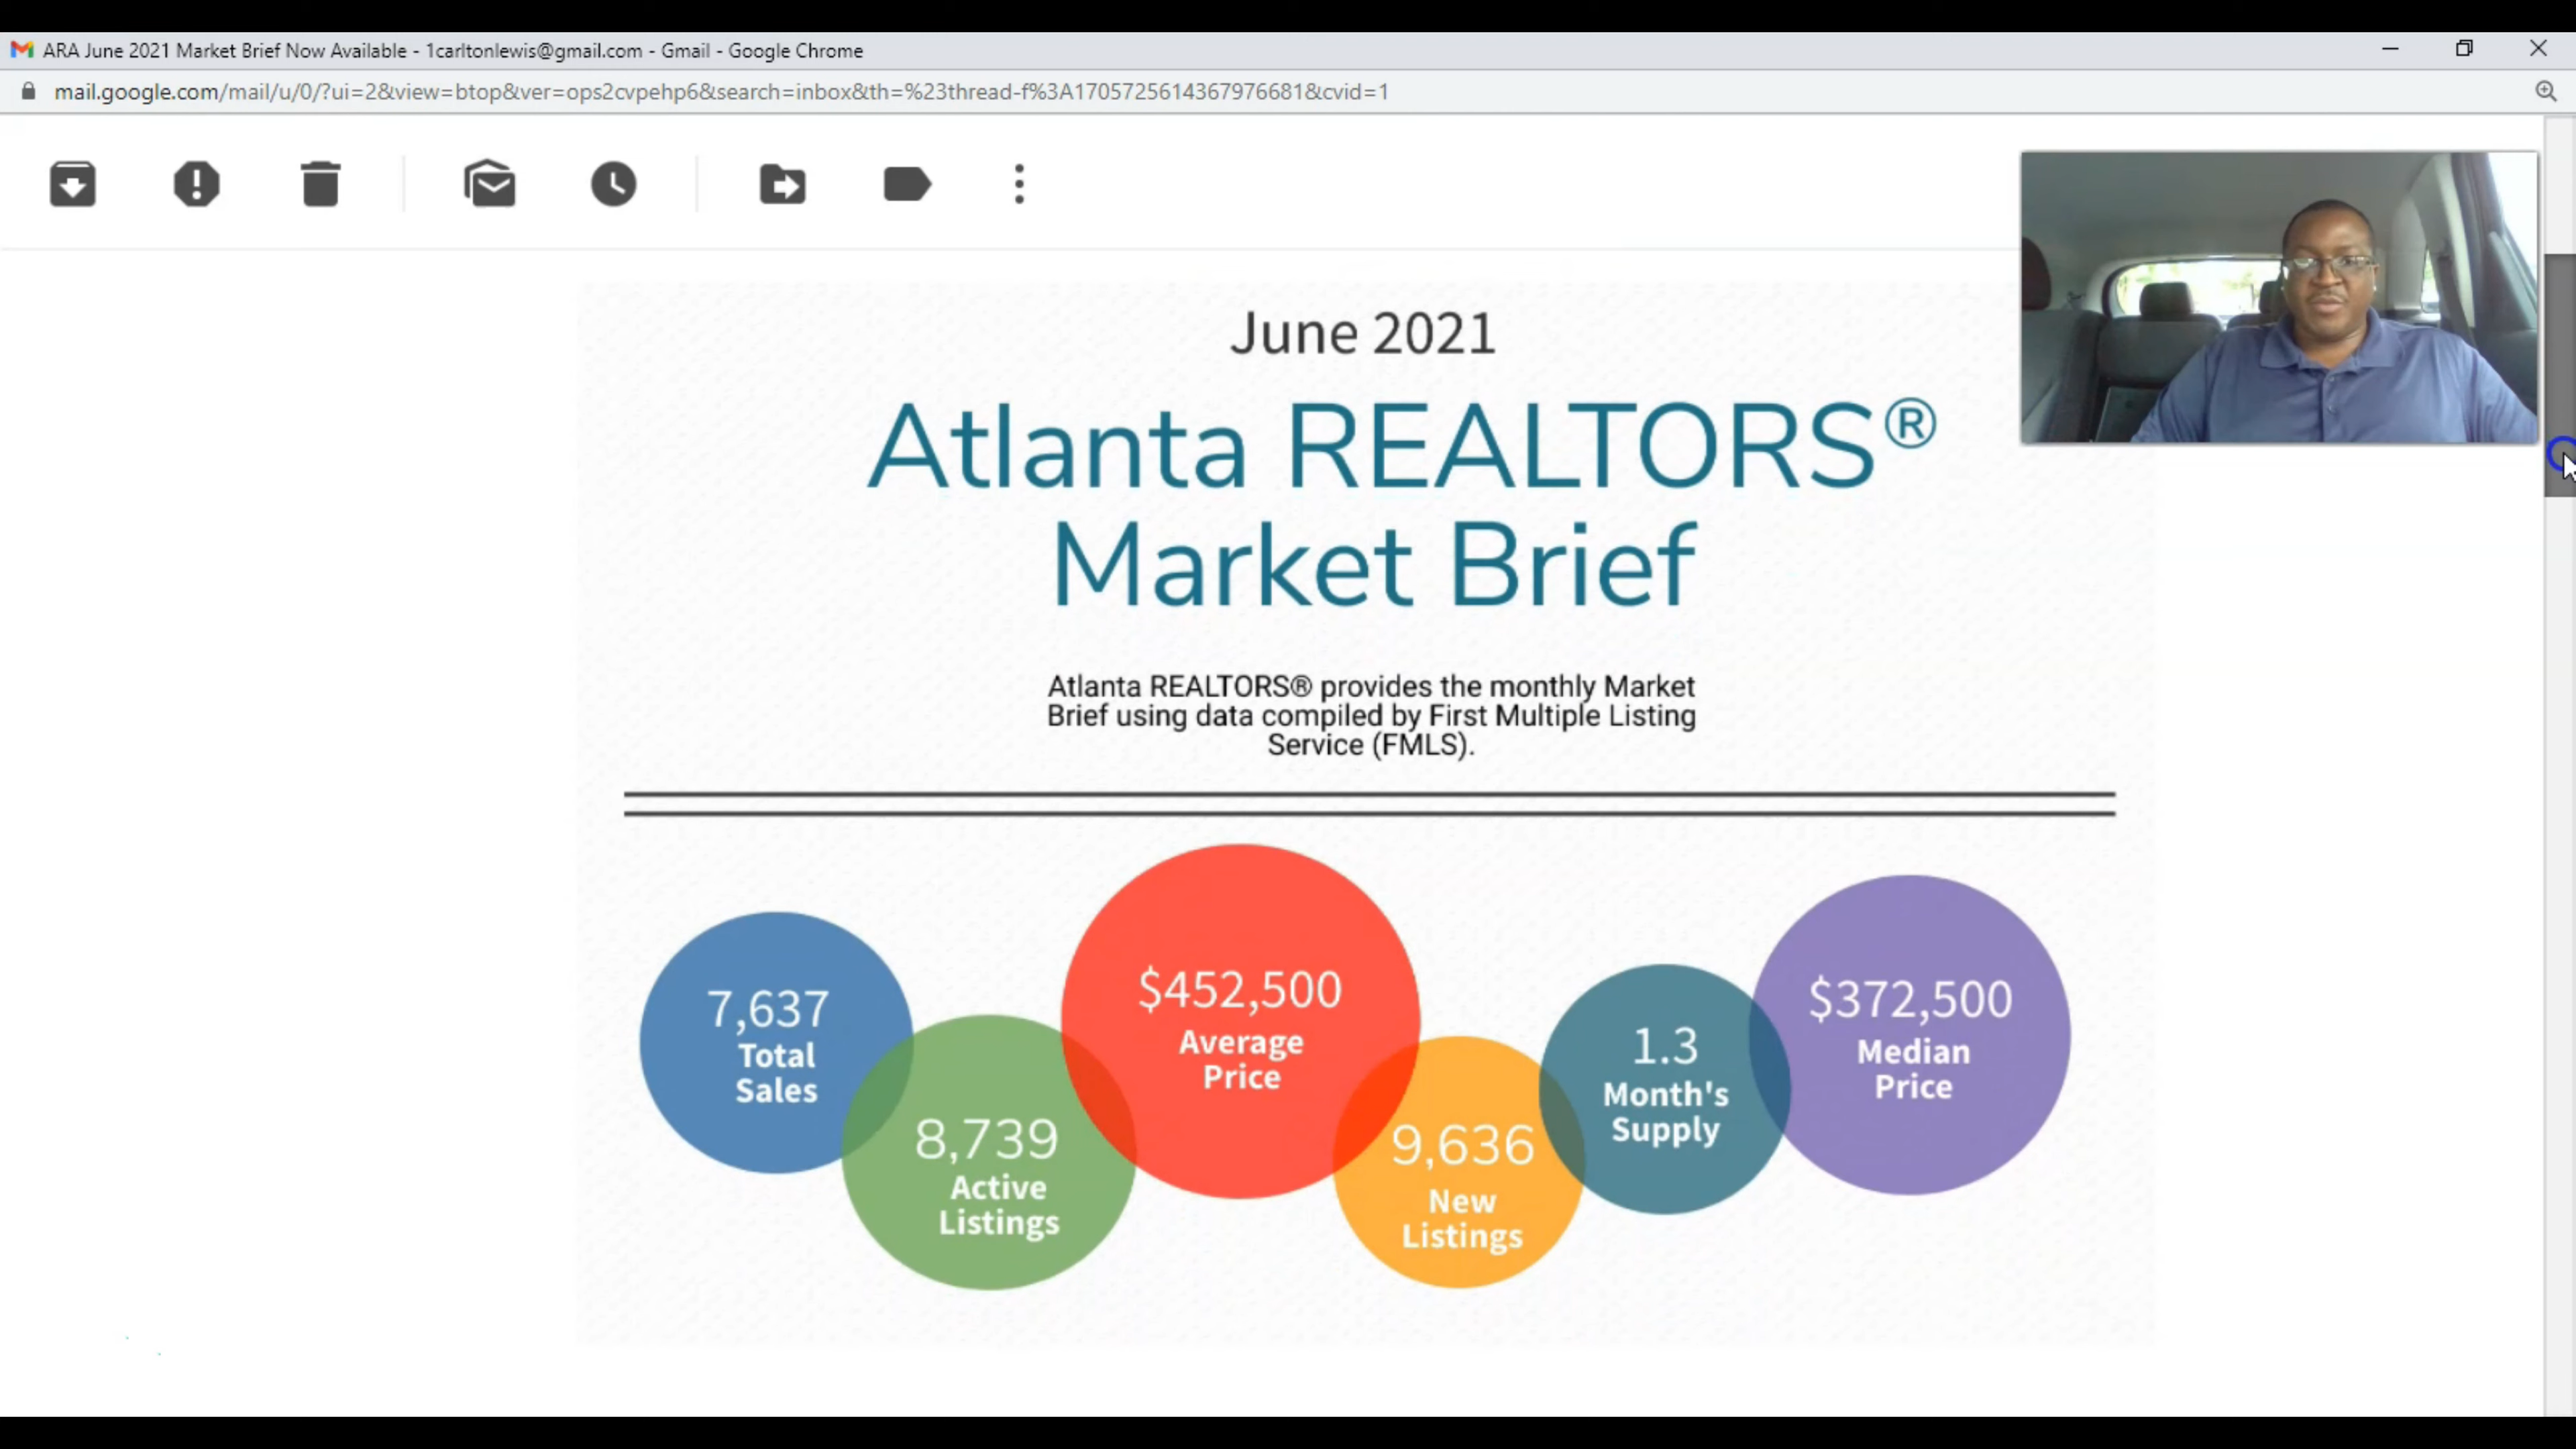 ARA June 2021 Market Brief Now Available - 1carltonlewis@gmail.com - Gmail - Google Chrome
mail.google.com/mail/u/0/?ui=2&view=btop&ver=ops2cvpehp6&search=inbox&th=%23thread-f%3A1705725614367976681&cvid=1
June 2021
Atlanta REALTORS®
Market Brief
Atlanta REALTORS® provides the monthly Market
Brief using data compiled by First Multiple Listing
Service (FMLS).
7,637
Total
Sales
8,739
Active
Listings
$452,500
Average
Price
9,636
New
Listings
1.3
Month's
Supply
$372,500
Median
Price